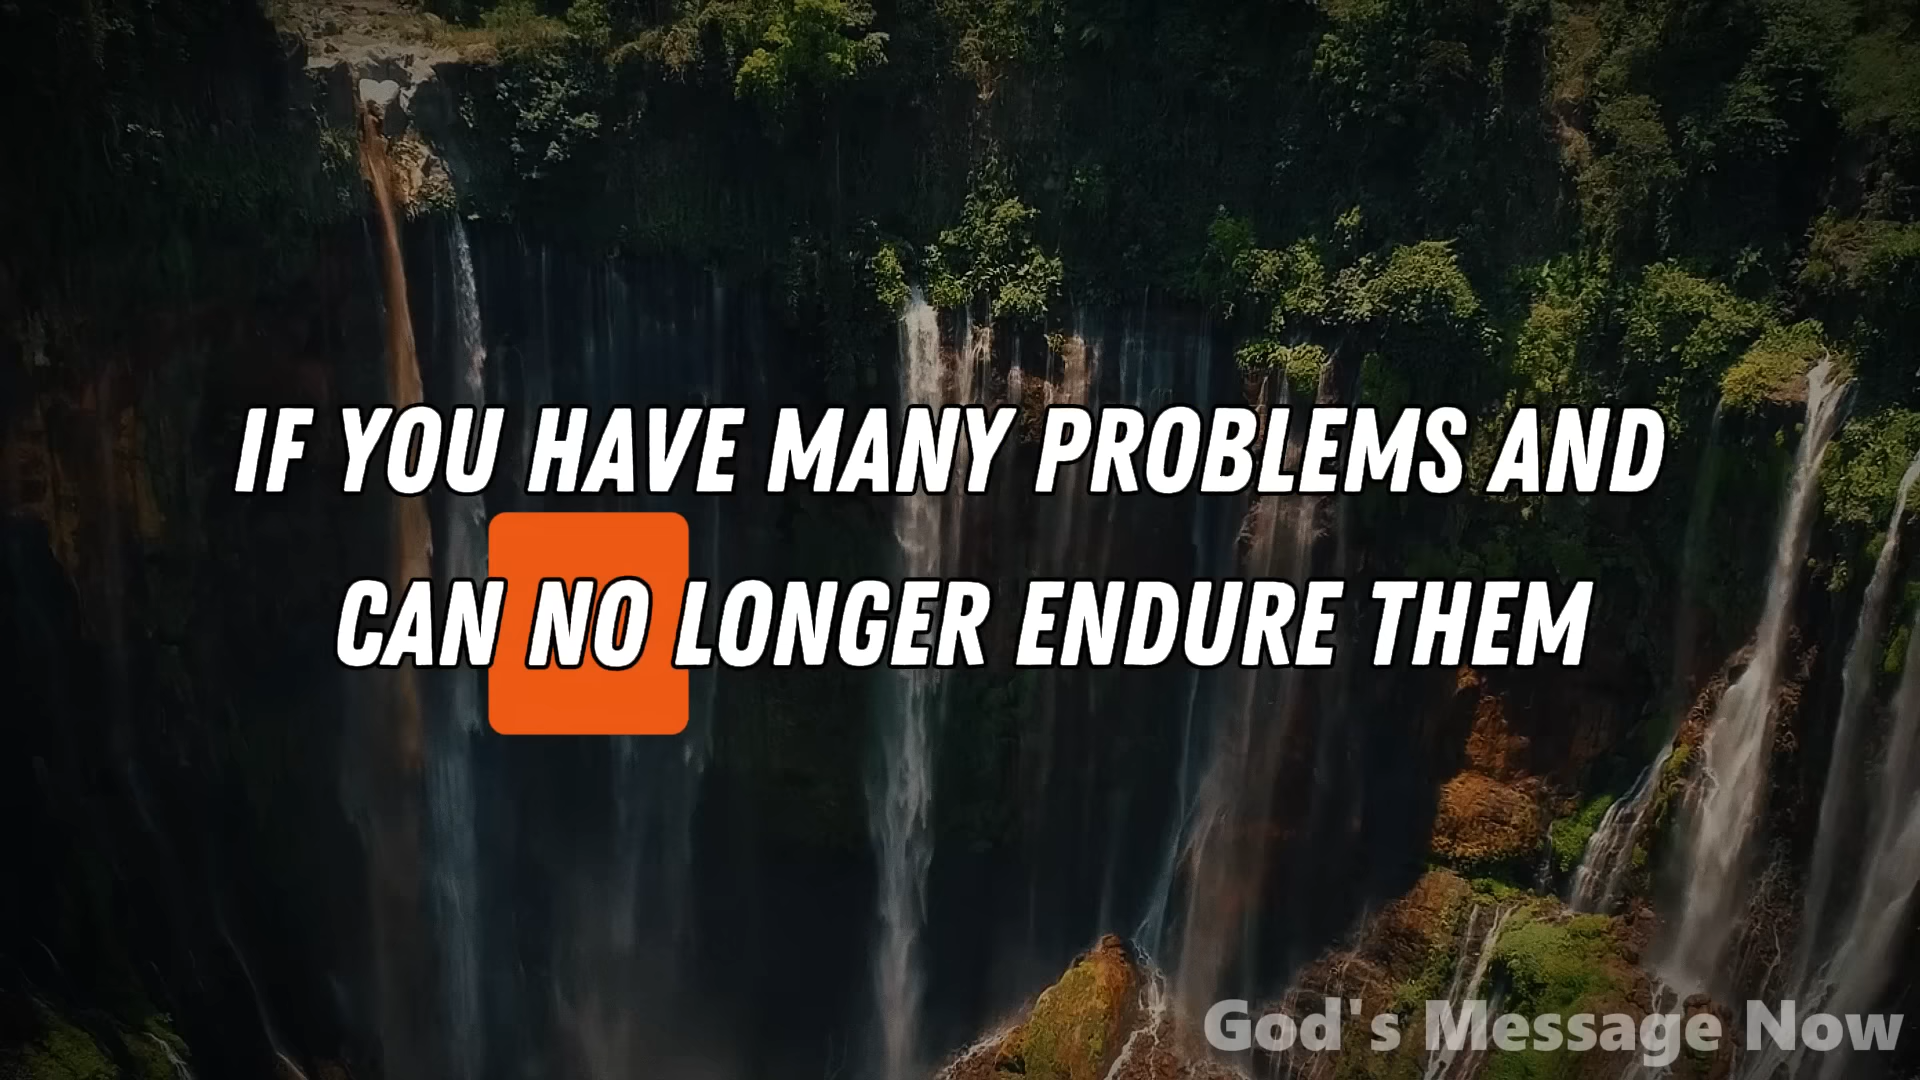 IF YOU HAVE MANY PROBLEMS AND
CAN NO LONGER ENDURE THEM
God's Message Now